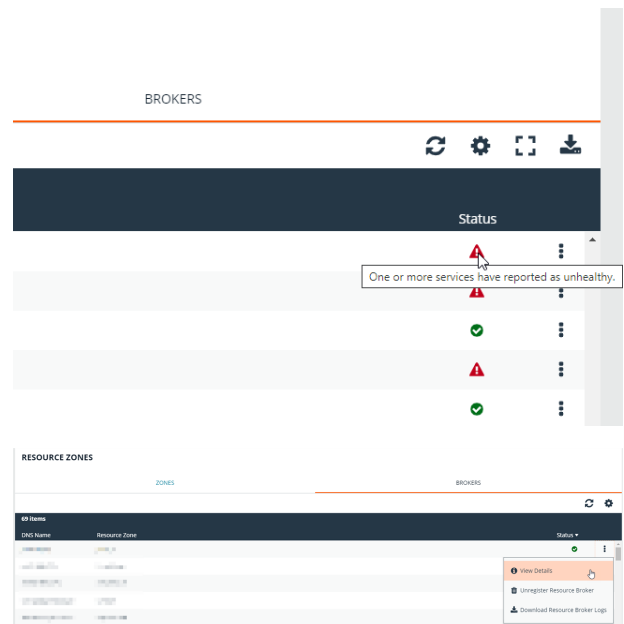 BROKERS
Status
One or more services have reported as unhealthy.
RESOURCE ZONES
ZONES BROKERS
69 items
DNS Name Resource Zone Status
View Details
Unregister Resource Broker
Download Resource Broker Logs